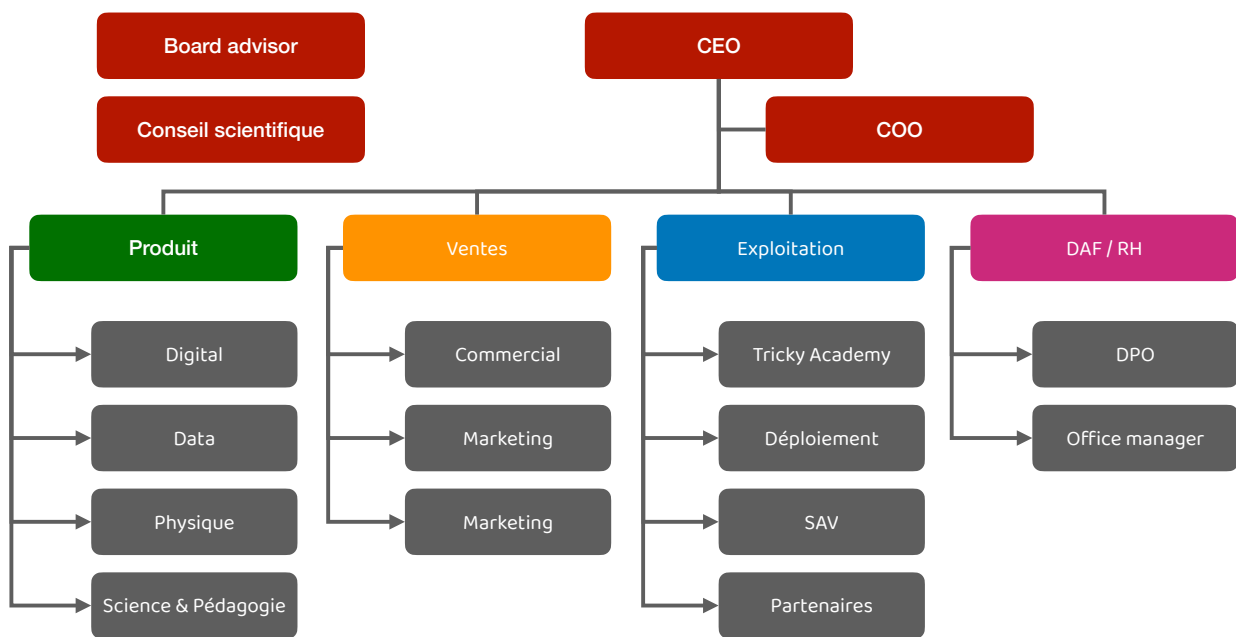 Board advisor
CEO
Conseil scientifique
COO
Produit
Ventes
Exploitation
DAF / RH
Digital
Commercial
Tricky Academy
DPO
Data
Marketing
Déploiement
Office manager
Physique
Marketing
SAV
Science & Pédagogie
Partenaires